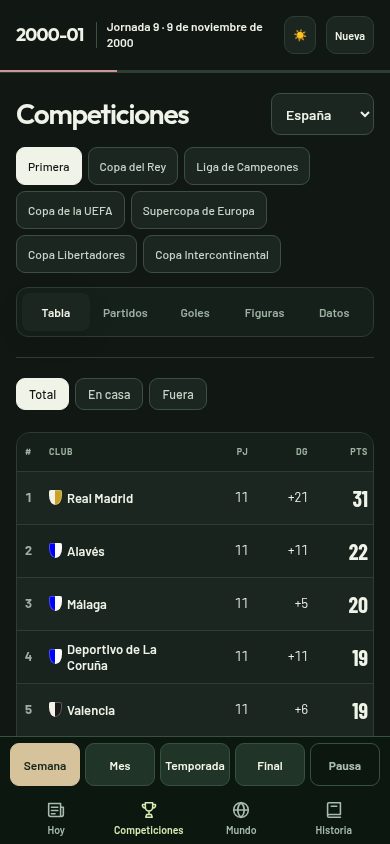 2000-01
Jornada 9 · 9 de noviembre de
2000
Nueva
Competiciones
España
Primera
Copa del Rey
Liga de Campeones
Copa de la UEFA
Supercopa de Europa
Copa Libertadores
Copa Intercontinental
Tabla
Partidos
Goles
Figuras
Datos
Total
En casa
Fuera
# CLUB PJ DG PTS
1 Real Madrid 11 +21 31
2 Alavés 11 +11 22
3 Málaga 11 +5 20
4 Deportivo de La
Coruña 11 +11 19
5 Valencia 11 +6 19
Semana
Mes
Temporada
Final
Pausa
Hoy
Competiciones
Mundo
Historia